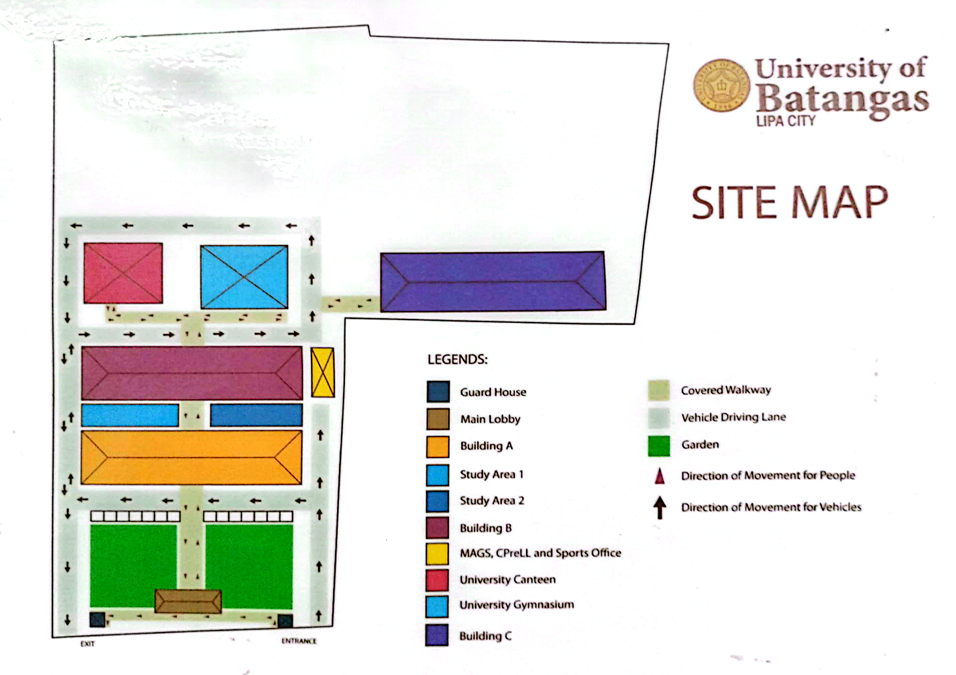 University of
Batangas
LIPA CITY
SITE MAP
LEGENDS:
Guard House
Main Lobby
Building A
Study Area 1
Study Area 2
Building B
MAGS, CPreLL and Sports Office
University Canteen
University Gymnasium
Building C
Covered Walkway
Vehicle Driving Lane
Garden
Direction of Movement for People
Direction of Movement for Vehicles
EXIT
ENTRANCE